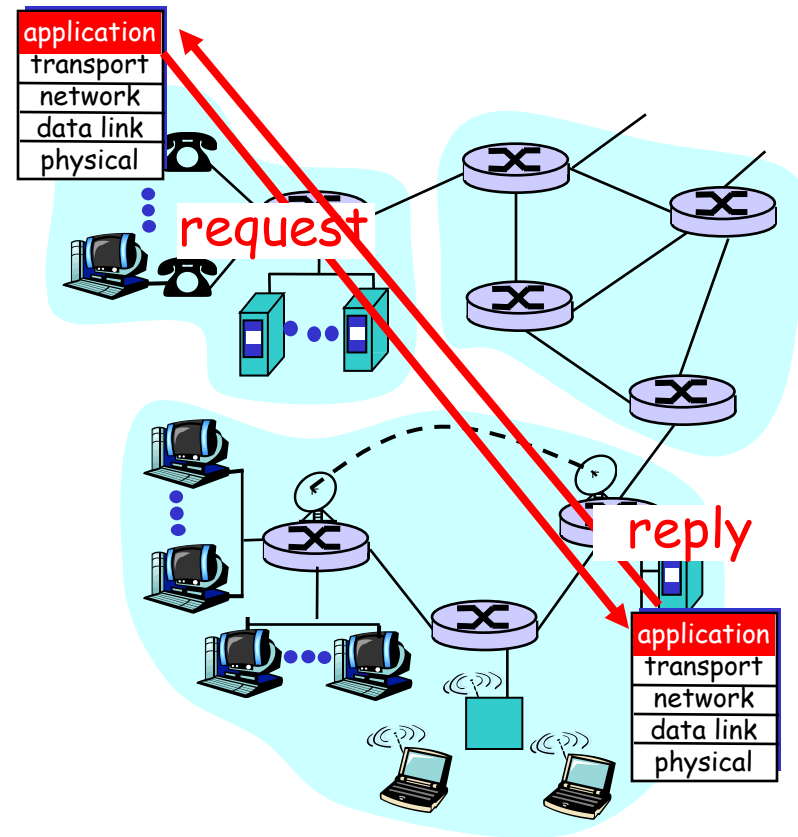 application
transport
network
data link
physical
request
reply
application
transport
network
data link
physical